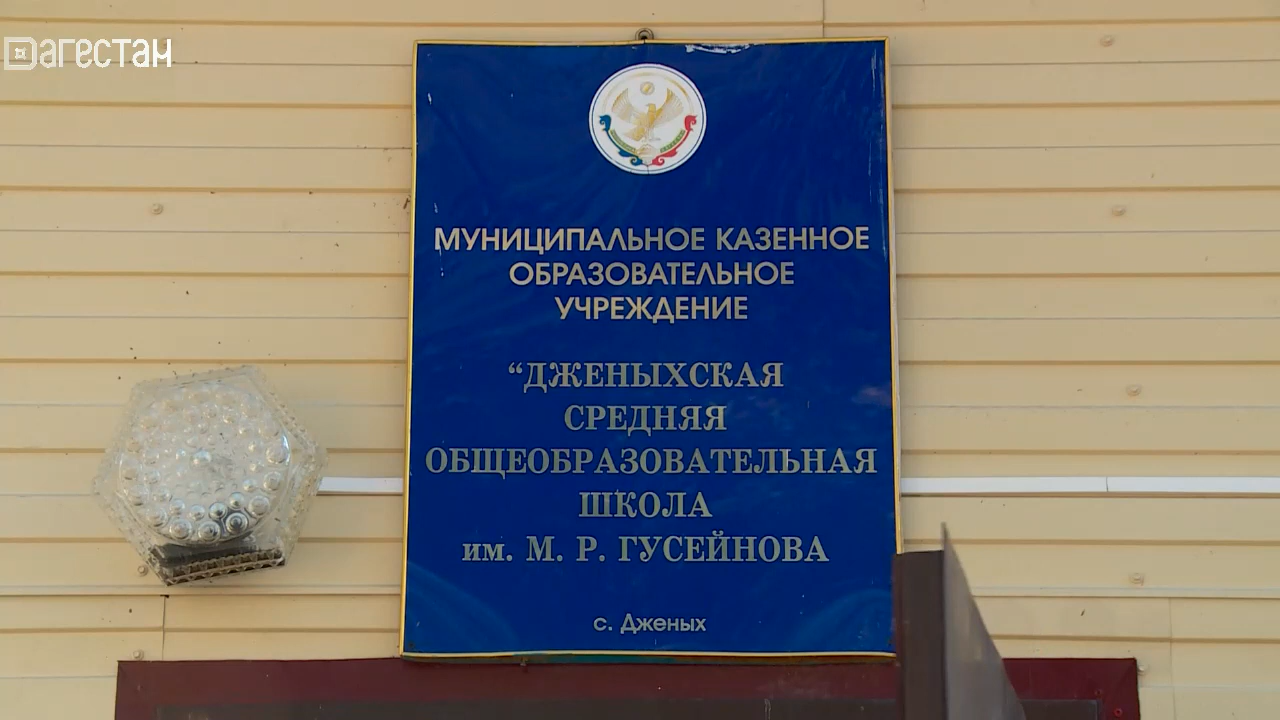 Дагестан
МУНИЦИПАЛЬНОЕ КАЗЕННОЕ
ОБРАЗОВАТЕЛЬНОЕ
УЧРЕЖДЕНИЕ
“ДЖЕНЫХСКАЯ
СРЕДНЯЯ
ОБЩЕОБРАЗОВАТЕЛЬНАЯ
ШКОЛА
им. М. Р. ГУСЕЙНОВА
с. Дженых